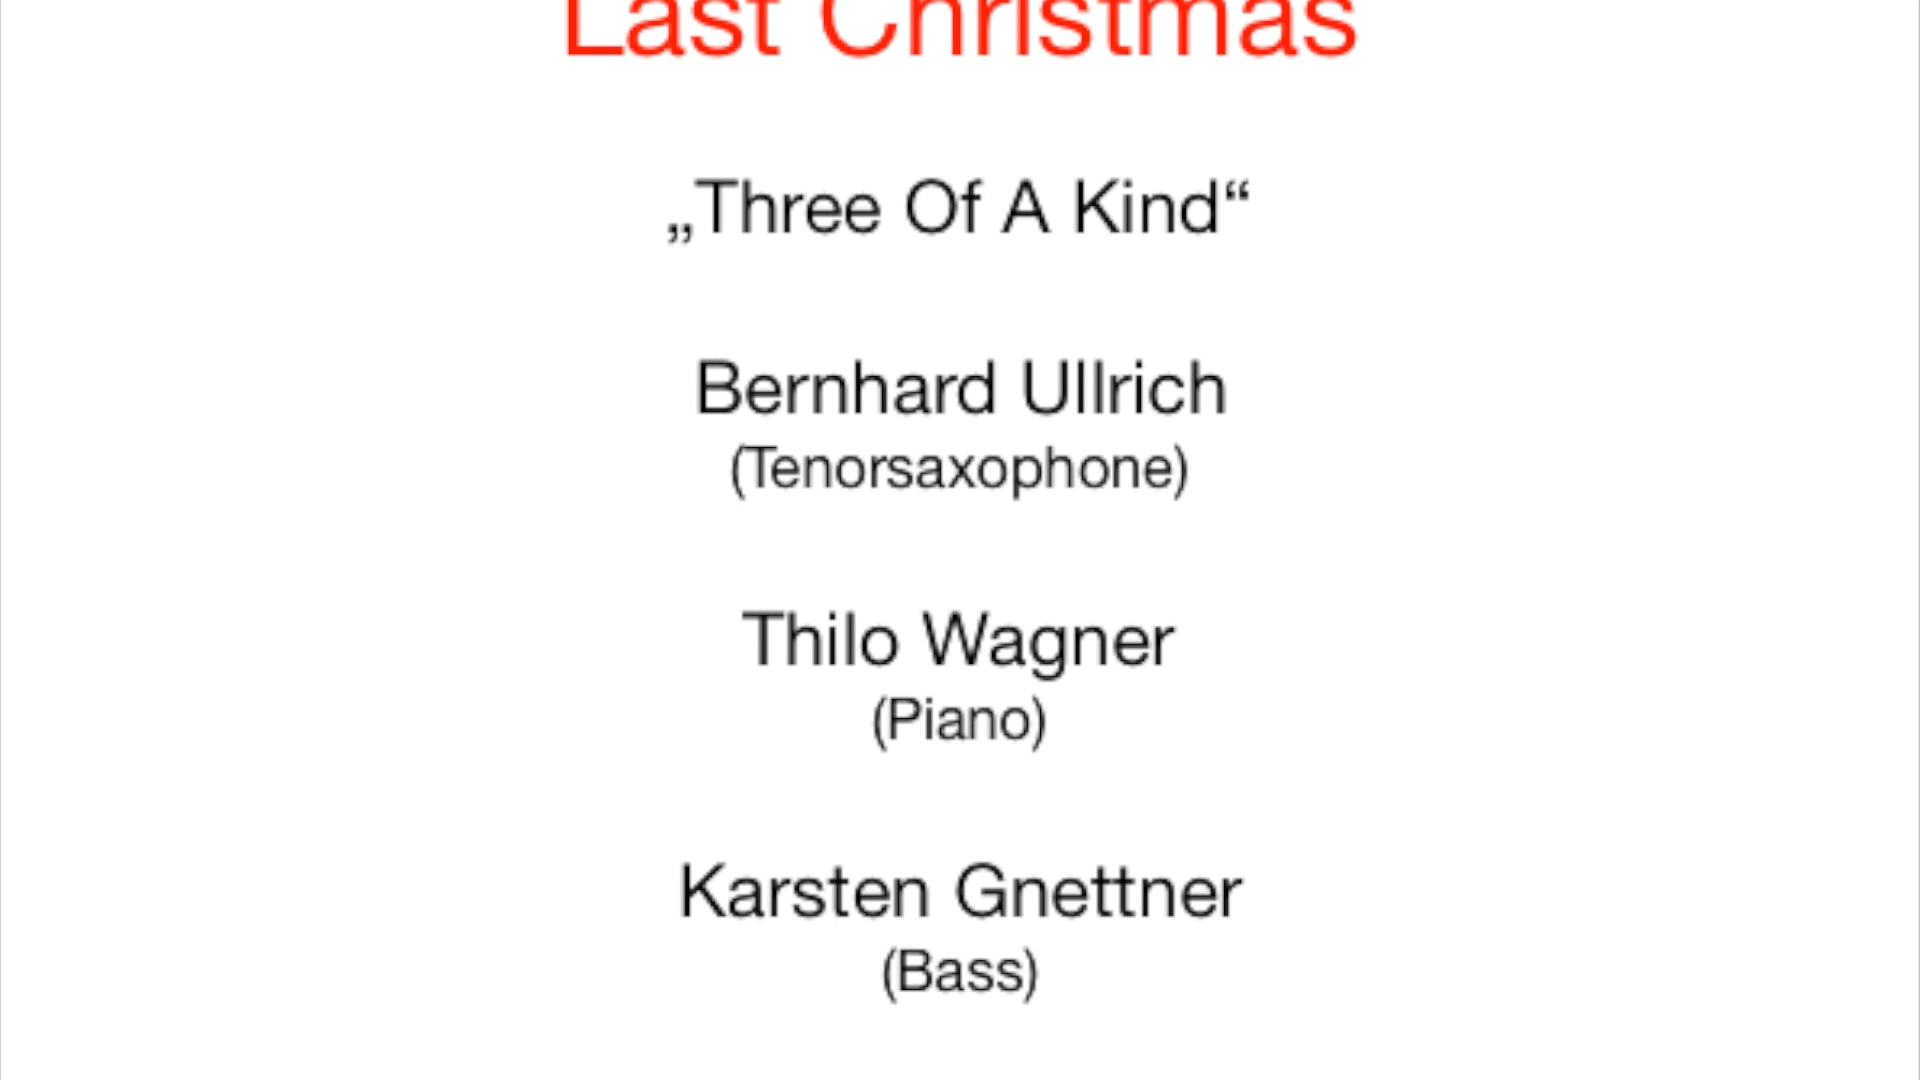 Last Christmas
„Three Of A Kind“
Bernhard Ullrich
(Tenorsaxophone)
Thilo Wagner
(Piano)
Karsten Gnettner
(Bass)